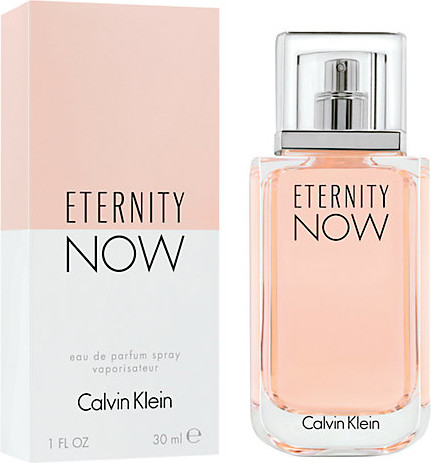 ETERNITY
NOW
eau de parfum spray
vaporisateur
Calvin Klein
1 FL OZ 30 ml ℮
ETERNITY
NOW
Calvin Klein